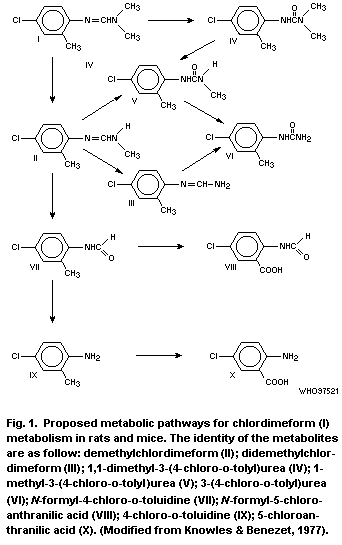 Cl N=CHN CH₃ CH₃ CH₃ I
Cl NHCN O CH₃ CH₃ CH₃ IV
IV
Cl NHCN O H CH₃ CH₃ V
Cl N=CHN H CH₃ CH₃ II
Cl NHCNH₂ O CH₃ VI
Cl N=CH-NH₂ CH₃ III
Cl NHC H O CH₃ VII
Cl NHC H O COOH VIII
Cl NH₂ CH₃ IX
Cl NH₂ COOH X
WHO97521
Fig. 1. Proposed metabolic pathways for chlordimeform (I)
metabolism in rats and mice. The identity of the metabolites
are as follow: demethylchlordimeform (II); didemethylchlor-
dimeform (III); 1,1-dimethyl-3-(4-chloro-o-tolyl)urea (IV); 1-
methyl-3-(4-chloro-o-tolyl)urea (V); 3-(4-chloro-o-tolyl)urea
(VI); N-formyl-4-chloro-o-toluidine (VII); N-formyl-5-chloro-
anthranilic acid (VIII); 4-chloro-o-toluidine (IX); 5-chloroan-
thranilic acid (X). (Modified from Knowles & Benezet, 1977).